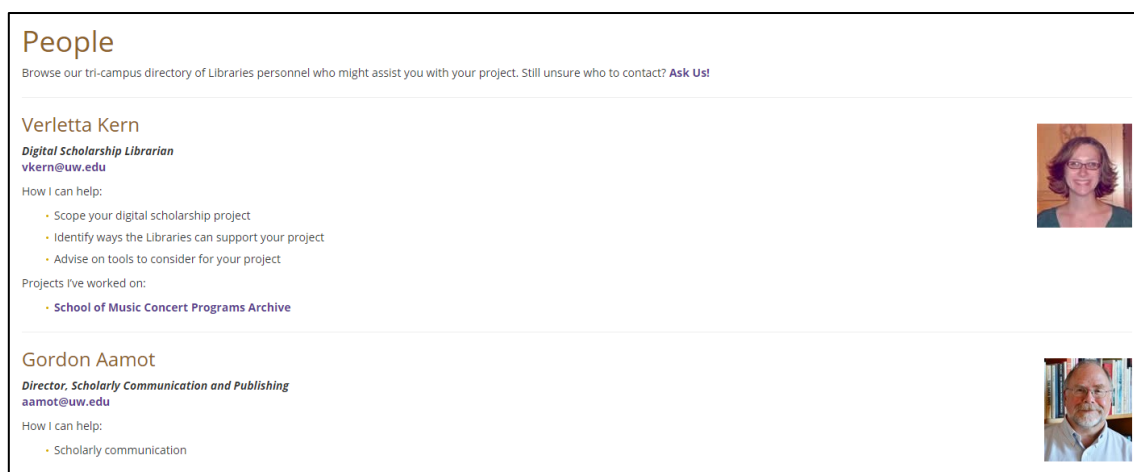 People
Browse our tri-campus directory of Libraries personnel who might assist you with your project. Still unsure who to contact? Ask Us!
Verletta Kern
Digital Scholarship Librarian
vkern@uw.edu
How I can help:
• Scope your digital scholarship project
• Identify ways the Libraries can support your project
• Advise on tools to consider for your project
Projects I've worked on:
• School of Music Concert Programs Archive
Gordon Aamot
Director, Scholarly Communication and Publishing
aamot@uw.edu
How I can help:
• Scholarly communication